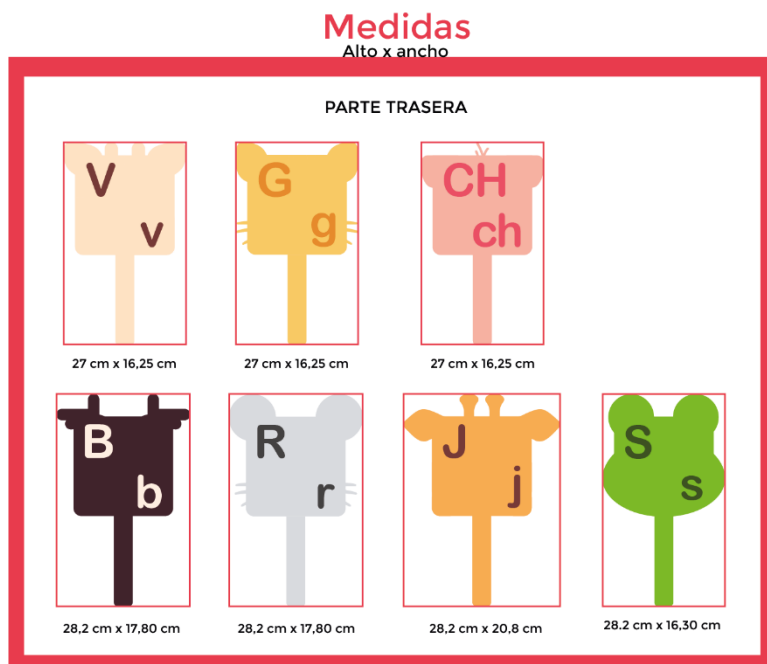 Medidas
Alto x ancho
PARTE TRASERA
V
v
G
g
CH
ch
27 cm x 16,25 cm
27 cm x 16,25 cm
27 cm x 16,25 cm
B
b
R
r
J
j
S
s
28,2 cm x 17,80 cm
28,2 cm x 17,80 cm
28,2 cm x 20,8 cm
28.2 cm x 16,30 cm